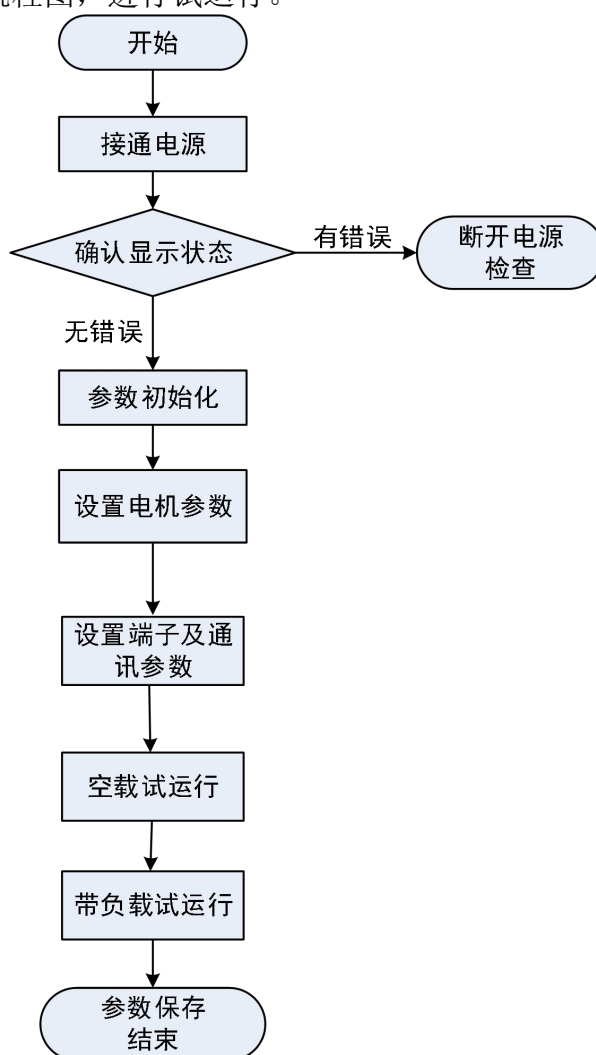 程图，进行试运行。
开始
接通电源
确认显示状态
有错误
断开电源
检查
无错误
参数初始化
设置电机参数
设置端子及通
讯参数
空载试运行
带负载试运行
参数保存
结束